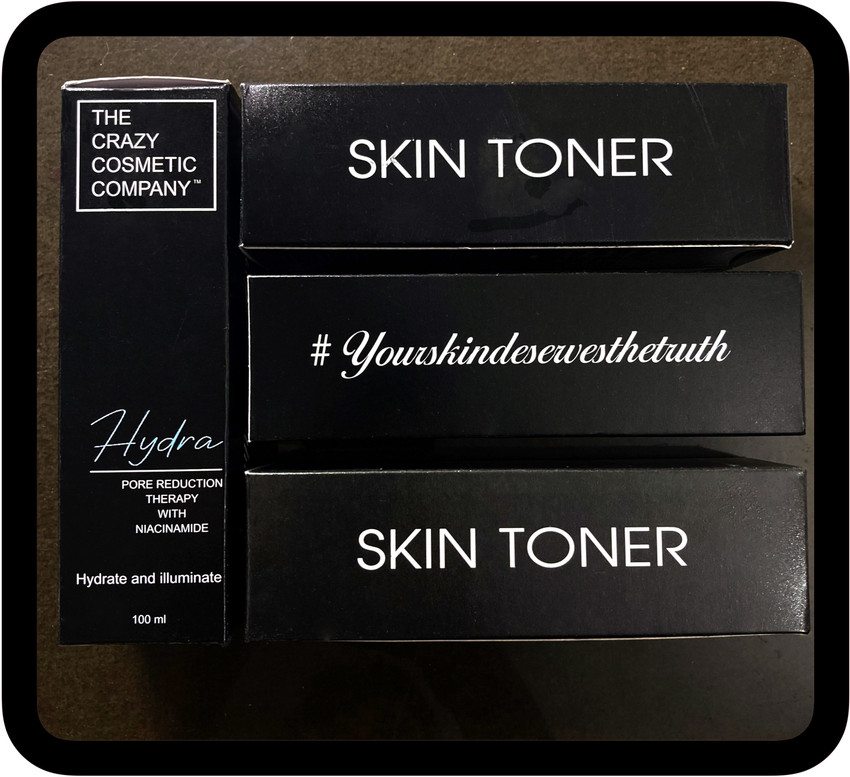 THE
CRAZY
COSMETIC
COMPANY™
Hydra
PORE REDUCTION
THERAPY
WITH
NIACINAMIDE
Hydrate and illuminate
100 ml
SKIN TONER
# Yourskindeservesthetruth
SKIN TONER